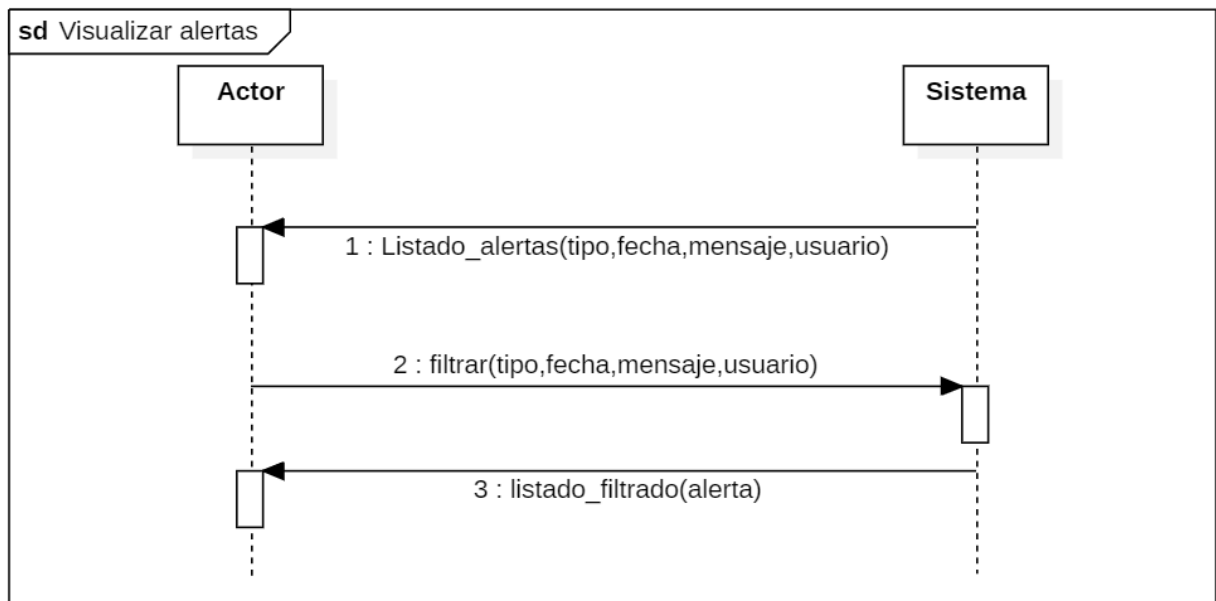 sd Visualizar alertas
Actor
Sistema
1 : Listado_alertas(tipo,fecha,mensaje,usuario)
2 : filtrar(tipo,fecha,mensaje,usuario)
3 : listado_filtrado(alerta)